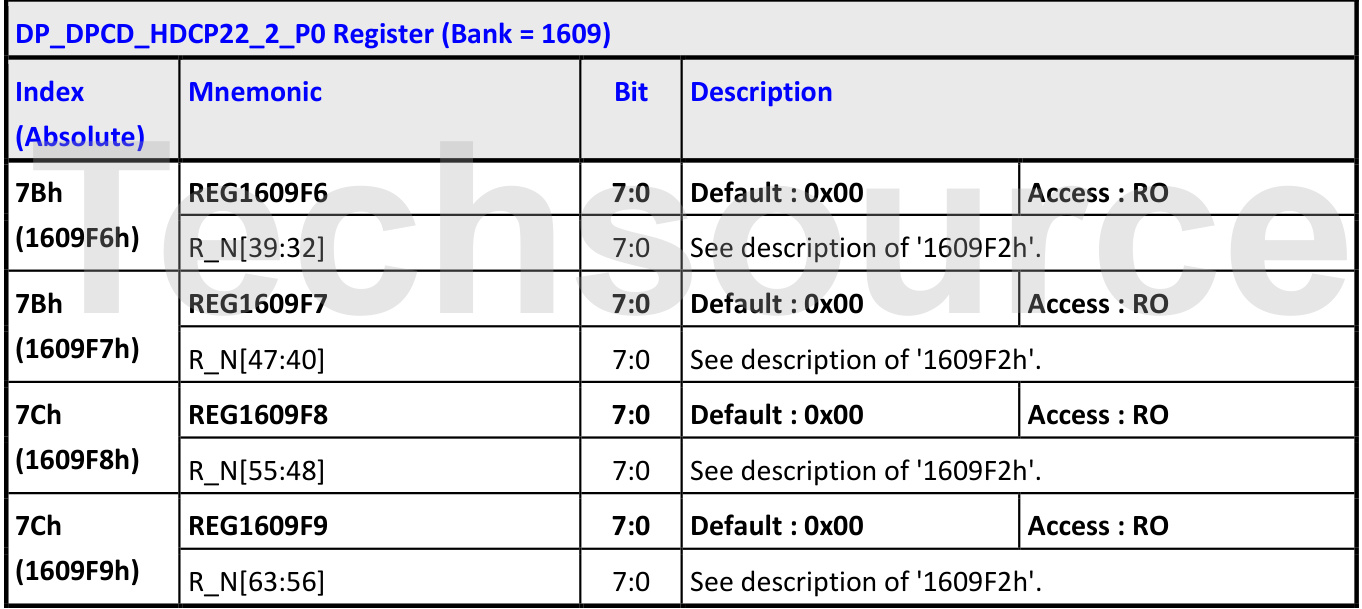 DP_DPCD_HDCP22_2_P0 Register (Bank = 1609)
Index (Absolute) Mnemonic Bit Description
7Bh (1609F6h) REG1609F6 7:0 Default : 0x00 Access : RO
R_N[39:32] 7:0 See description of '1609F2h'.
7Bh (1609F7h) REG1609F7 7:0 Default : 0x00 Access : RO
R_N[47:40] 7:0 See description of '1609F2h'.
7Ch (1609F8h) REG1609F8 7:0 Default : 0x00 Access : RO
R_N[55:48] 7:0 See description of '1609F2h'.
7Ch (1609F9h) REG1609F9 7:0 Default : 0x00 Access : RO
R_N[63:56] 7:0 See description of '1609F2h'.
Techsource